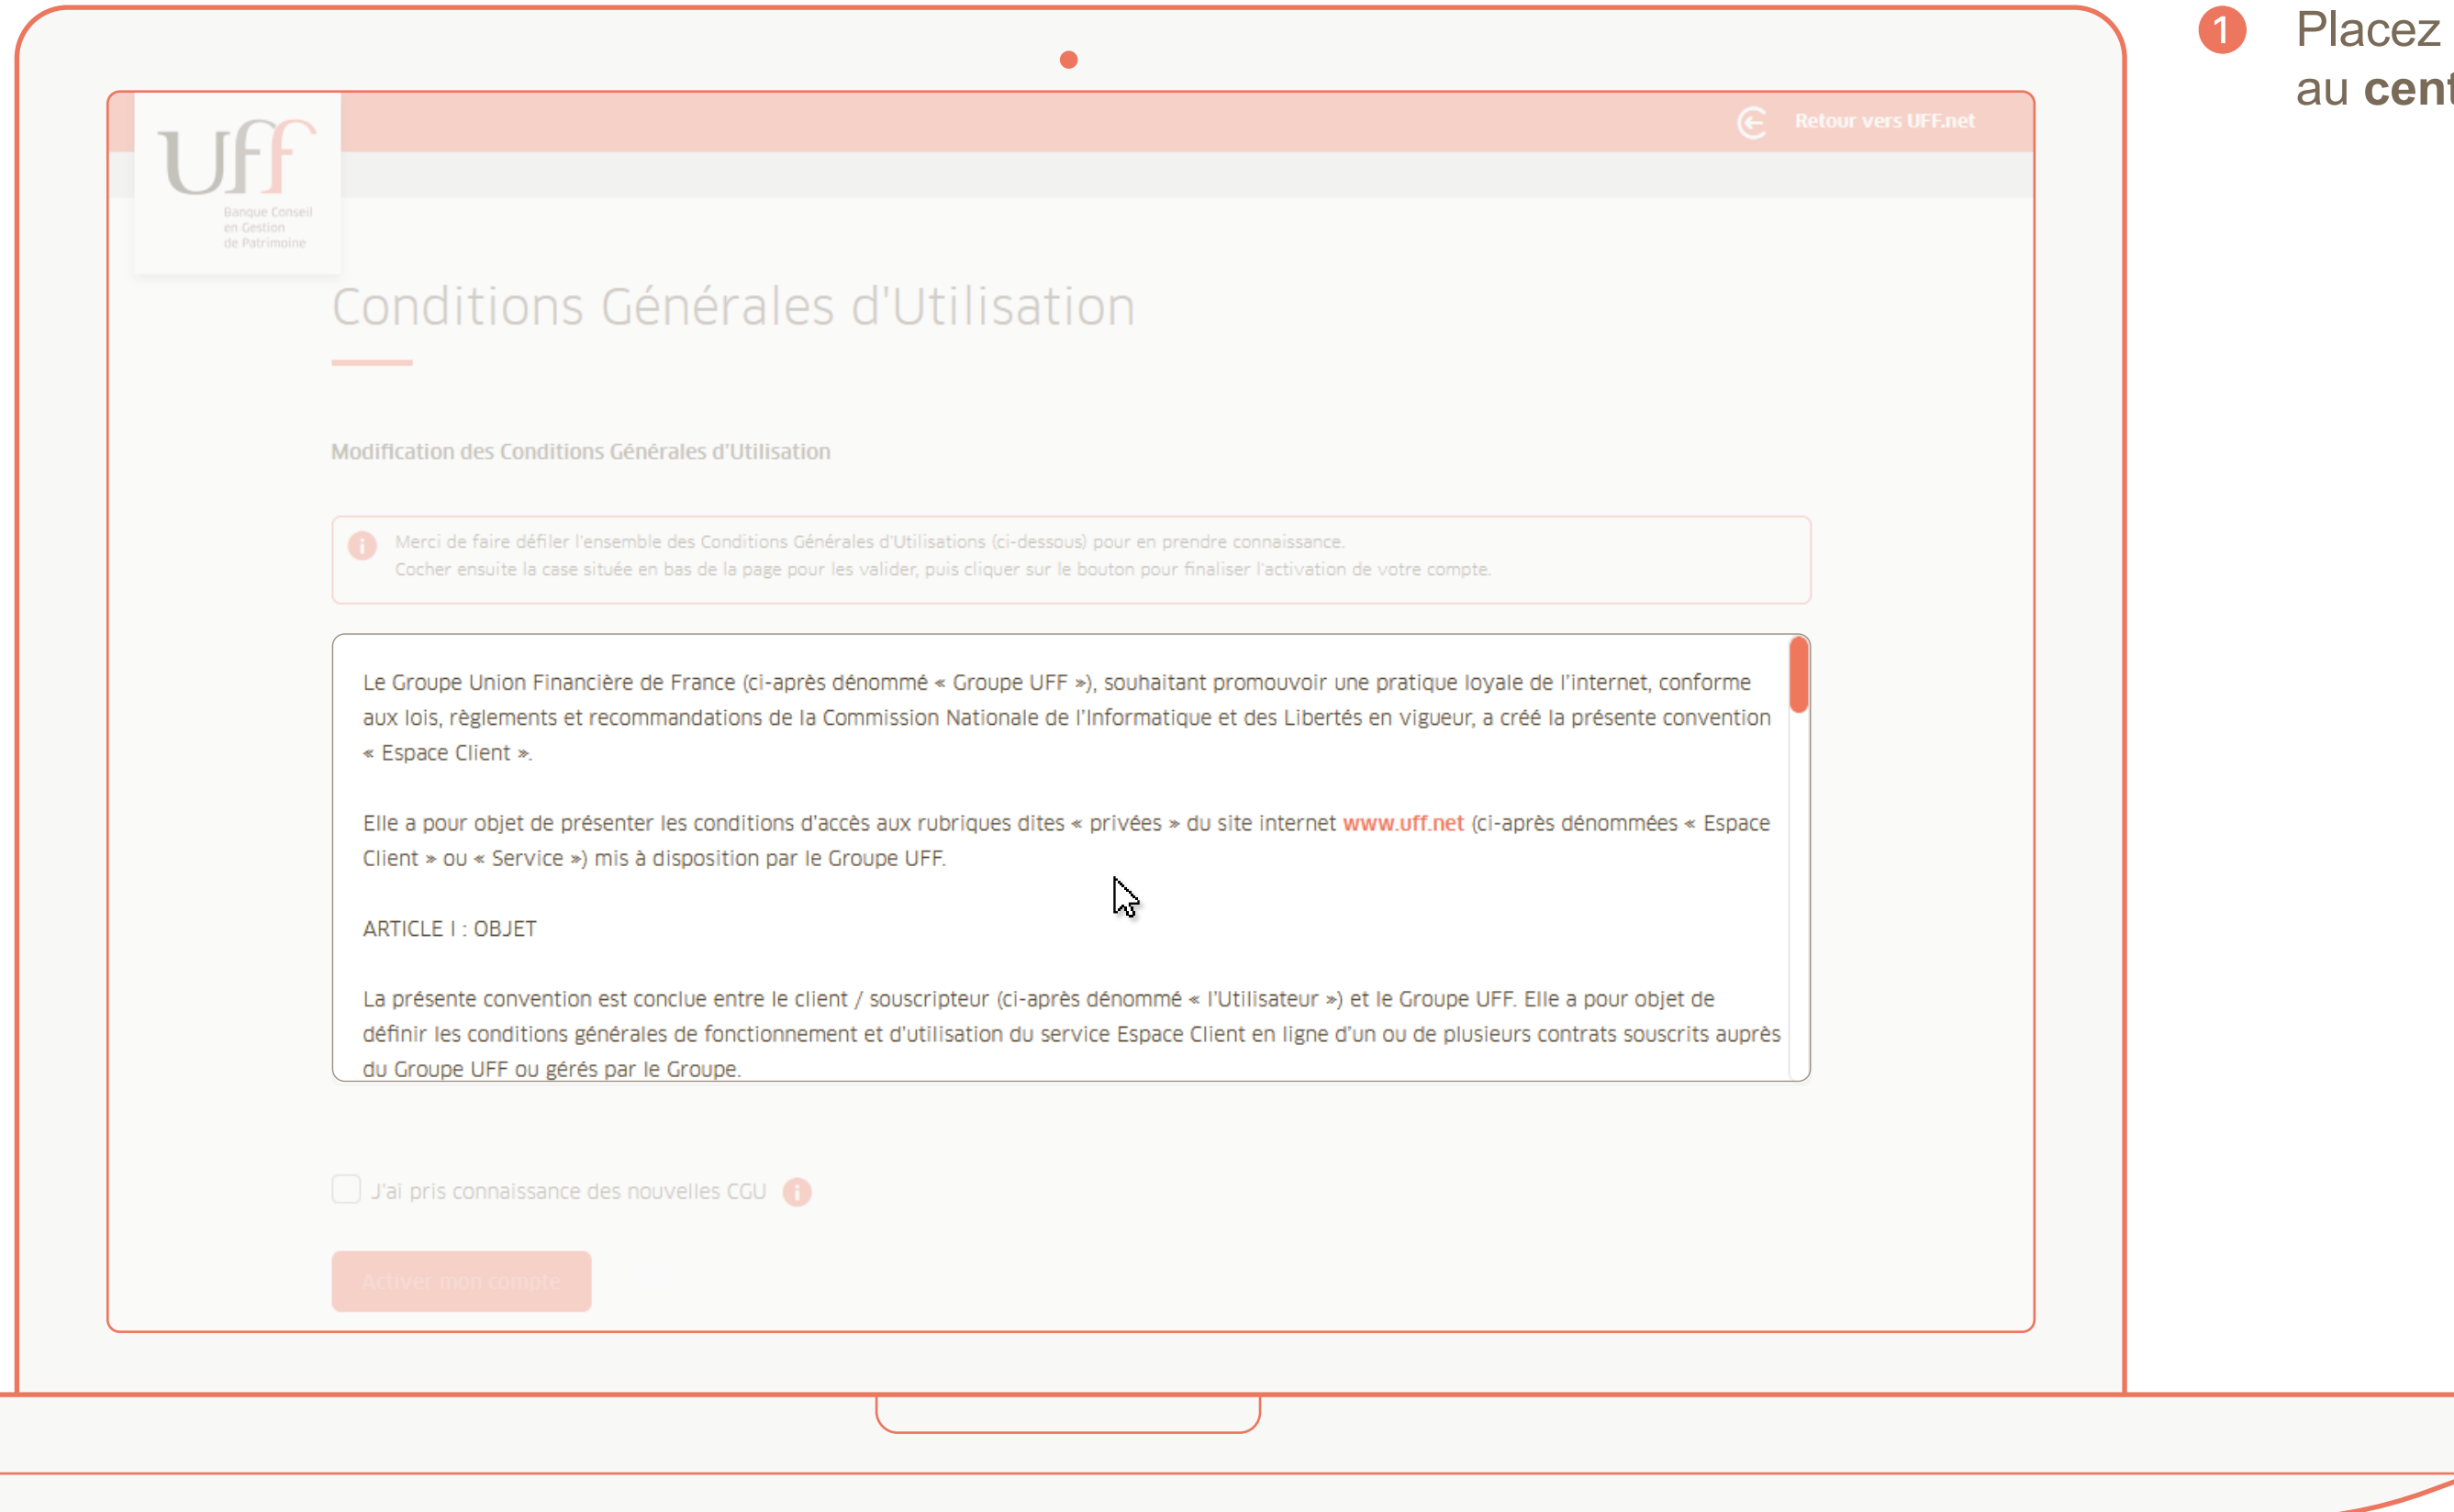 1 Placez
au cent
Uff
Banque Conseil
en Gestion
de Patrimoine
Retour vers UFF.net
Conditions Générales d'Utilisation
Modification des Conditions Générales d'Utilisation
Merci de faire défiler l'ensemble des Conditions Générales d'Utilisations (ci-dessous) pour en prendre connaissance.
Cocher ensuite la case située en bas de la page pour les valider, puis cliquer sur le bouton pour finaliser l'activation de votre compte.
Le Groupe Union Financière de France (ci-après dénommé « Groupe UFF »), souhaitant promouvoir une pratique loyale de l'internet, conforme
aux lois, règlements et recommandations de la Commission Nationale de l'Informatique et des Libertés en vigueur, a créé la présente convention
« Espace Client ».
Elle a pour objet de présenter les conditions d'accès aux rubriques dites « privées » du site internet www.uff.net (ci-après dénommées « Espace
Client » ou « Service ») mis à disposition par le Groupe UFF.
ARTICLE I : OBJET
La présente convention est conclue entre le client / souscripteur (ci-après dénommé « l'Utilisateur ») et le Groupe UFF. Elle a pour objet de
définir les conditions générales de fonctionnement et d'utilisation du service Espace Client en ligne d'un ou de plusieurs contrats souscrits auprès
du Groupe UFF ou gérés par le Groupe.
J'ai pris connaissance des nouvelles CGU
Activer mon compte